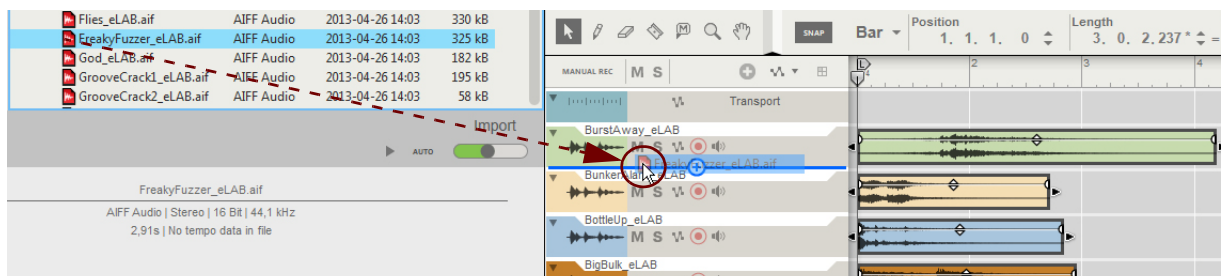 Flies_eLAB.aif AIFF Audio 2013-04-26 14:03 330 kB
FreakyFuzzer_eLAB.aif AIFF Audio 2013-04-26 14:03 325 kB
God_eLAB.aif AIFF Audio 2013-04-26 14:03 182 kB
GrooveCrack1_eLAB.aif AIFF Audio 2013-04-26 14:03 195 kB
GrooveCrack2_eLAB.aif AIFF Audio 2013-04-26 14:03 58 kB
Import
AUTO
FreakyFuzzer_eLAB.aif
AIFF Audio | Stereo | 16 Bit | 44,1 kHz
2,91s | No tempo data in file
M
SNAP
Bar
Position
1. 1. 1. 0
Length
3. 0. 2.237 * =
MANUAL REC M S
L
4
2
3
4
Transport
BurstAway_eLAB
M S
FreakyFuzzer_eLAB.aif
BunkerAlarm_eLAB
M S
BottleUp_eLAB
M S
BigBulk_eLAB